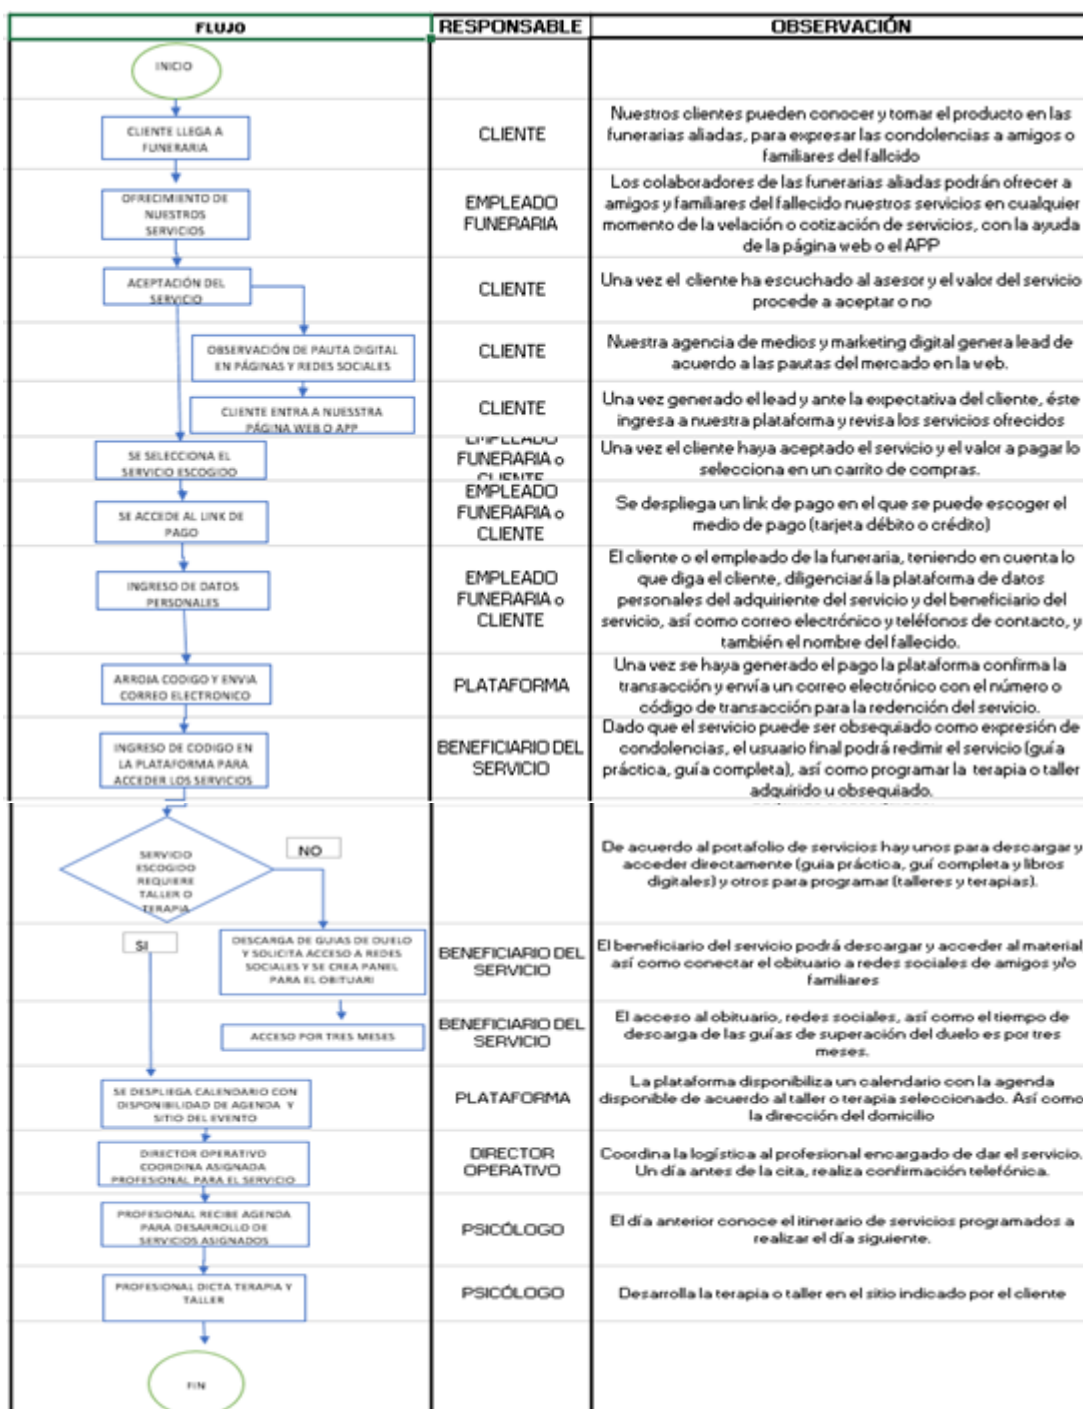 FLUJO
RESPONSABLE
OBSERVACIÓN
INICIO
CLIENTE LLEGA A
FUNERARIA
CLIENTE
Nuestros clientes pueden conocer y tomar el producto en las
funerarias aliadas, para expresar las condolencias a amigos o
familiares del fallcido
OFRECIMIENTO DE
NUESTROS
SERVICIOS
EMPLEADO
FUNERARIA
Los colaboradores de las funerarias aliadas podrán ofrecer a
amigos y familiares del fallecido nuestros servicios en cualquier
momento de la velación o cotización de servicios, con la ayuda
de la página web o el APP
ACEPTACIÓN DEL
SERVICIO
CLIENTE
Una vez el cliente ha escuchado al asesor y el valor del servicio
procede a aceptar o no
OBSERVACIÓN DE PAUTA DIGITAL
EN PÁGINAS Y REDES SOCIALES
CLIENTE
Nuestra agencia de medios y marketing digital genera lead de
acuerdo a las pautas del mercado en la web.
CLIENTE ENTRA A NUESSTRA
PÁGINA WEB O APP
CLIENTE
Una vez generado el lead y ante la expectativa del cliente, éste
ingresa a nuestra plataforma y revisa los servicios ofrecidos
SE SELECCIONA EL
SERVICIO ESCOGIDO
EMPLEADO
FUNERARIA o
CLIENTE
Una vez el cliente haya aceptado el servicio y el valor a pagar lo
selecciona en un carrito de compras.
SE ACCEDE AL LINK DE
PAGO
EMPLEADO
FUNERARIA o
CLIENTE
Se despliega un link de pago en el que se puede escoger el
medio de pago (tarjeta débito o crédito)
INGRESO DE DATOS
PERSONALES
EMPLEADO
FUNERARIA o
CLIENTE
El cliente o el empleado de la funeraria, teniendo en cuenta lo
que diga el cliente, diligenciará la plataforma de datos
personales del adquiriente del servicio y del beneficiario del
servicio, así como correo electrónico y teléfonos de contacto, y
también el nombre del fallecido.
ARROJA CODIGO Y ENVIA
CORREO ELECTRONICO
PLATAFORMA
Una vez se haya generado el pago la plataforma confirma la
transacción y envía un correo electrónico con el número o
código de transacción para la redención del servicio.
INGRESO DE CODIGO EN
LA PLATAFORMA PARA
ACCEDER LOS SERVICIOS
BENEFICIARIO DEL
SERVICIO
Dado que el servicio puede ser obsequiado como expresión de
condolencias, el usuario final podrá redimir el servicio (guía
práctica, guía completa), así como programar la terapia o taller
adquirido u obsequiado.
SERVICIO
ESCOGIDO
REQUIERE
TALLER O
TERAPIA
NO
De acuerdo al portafolio de servicios hay unos para descargar y
acceder directamente (guia práctica, guí completa y libros
digitales) y otros para programar (talleres y terapias).
SI
DESCARGA DE GUIAS DE DUELO
Y SOLICITA ACCESO A REDES
SOCIALES Y SE CREA PANEL
PARA EL OBITUARI
BENEFICIARIO DEL
SERVICIO
El beneficiario del servicio podrá descargar y acceder al material
así como conectar el obituario a redes sociales de amigos y/o
familiares
ACCESO POR TRES MESES
BENEFICIARIO DEL
SERVICIO
El acceso al obituario, redes sociales, así como el tiempo de
descarga de las guías de superación del duelo es por tres
meses.
SE DESPLIEGA CALENDARIO CON
DISPONIBILIDAD DE AGENDA Y
SITIO DEL EVENTO
PLATAFORMA
La plataforma disponibiliza un calendario con la agenda
disponible de acuerdo al taller o terapia seleccionado. Así como
la dirección del domicilio
DIRECTOR OPERATIVO
COORDINA ASIGNADA
PROFESIONAL PARA EL SERVICIO
DIRECTOR
OPERATIVO
Coordina la logística al profesional encargado de dar el servicio.
Un día antes de la cita, realiza confirmación telefónica.
PROFESIONAL RECIBE AGENDA
PARA DESARROLLO DE
SERVICIOS ASIGNADOS
PSICÓLOGO
El día anterior conoce el itinerario de servicios programados a
realizar el día siguiente.
PROFESIONAL DICTA TERAPIA Y
TALLER
PSICÓLOGO
Desarrolla la terapia o taller en el sitio indicado por el cliente
FIN